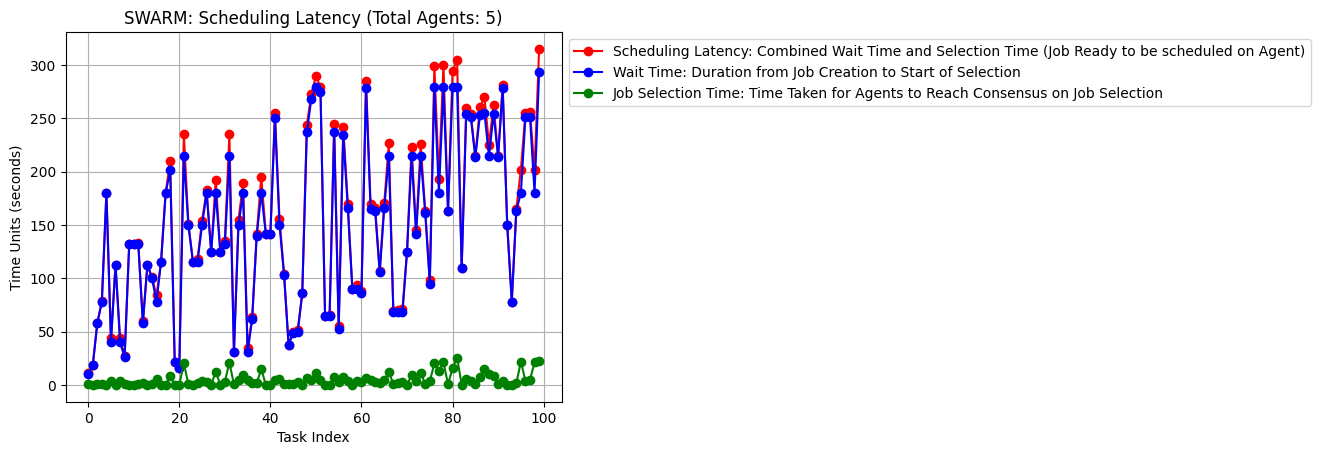 SWARM: Scheduling Latency (Total Agents: 5)
Scheduling Latency: Combined Wait Time and Selection Time (Job Ready to be scheduled on Agent)
Wait Time: Duration from Job Creation to Start of Selection
Job Selection Time: Time Taken for Agents to Reach Consensus on Job Selection
Time Units (seconds)
300
250
200
150
100
50
0
0 20 40 60 80 100
Task Index